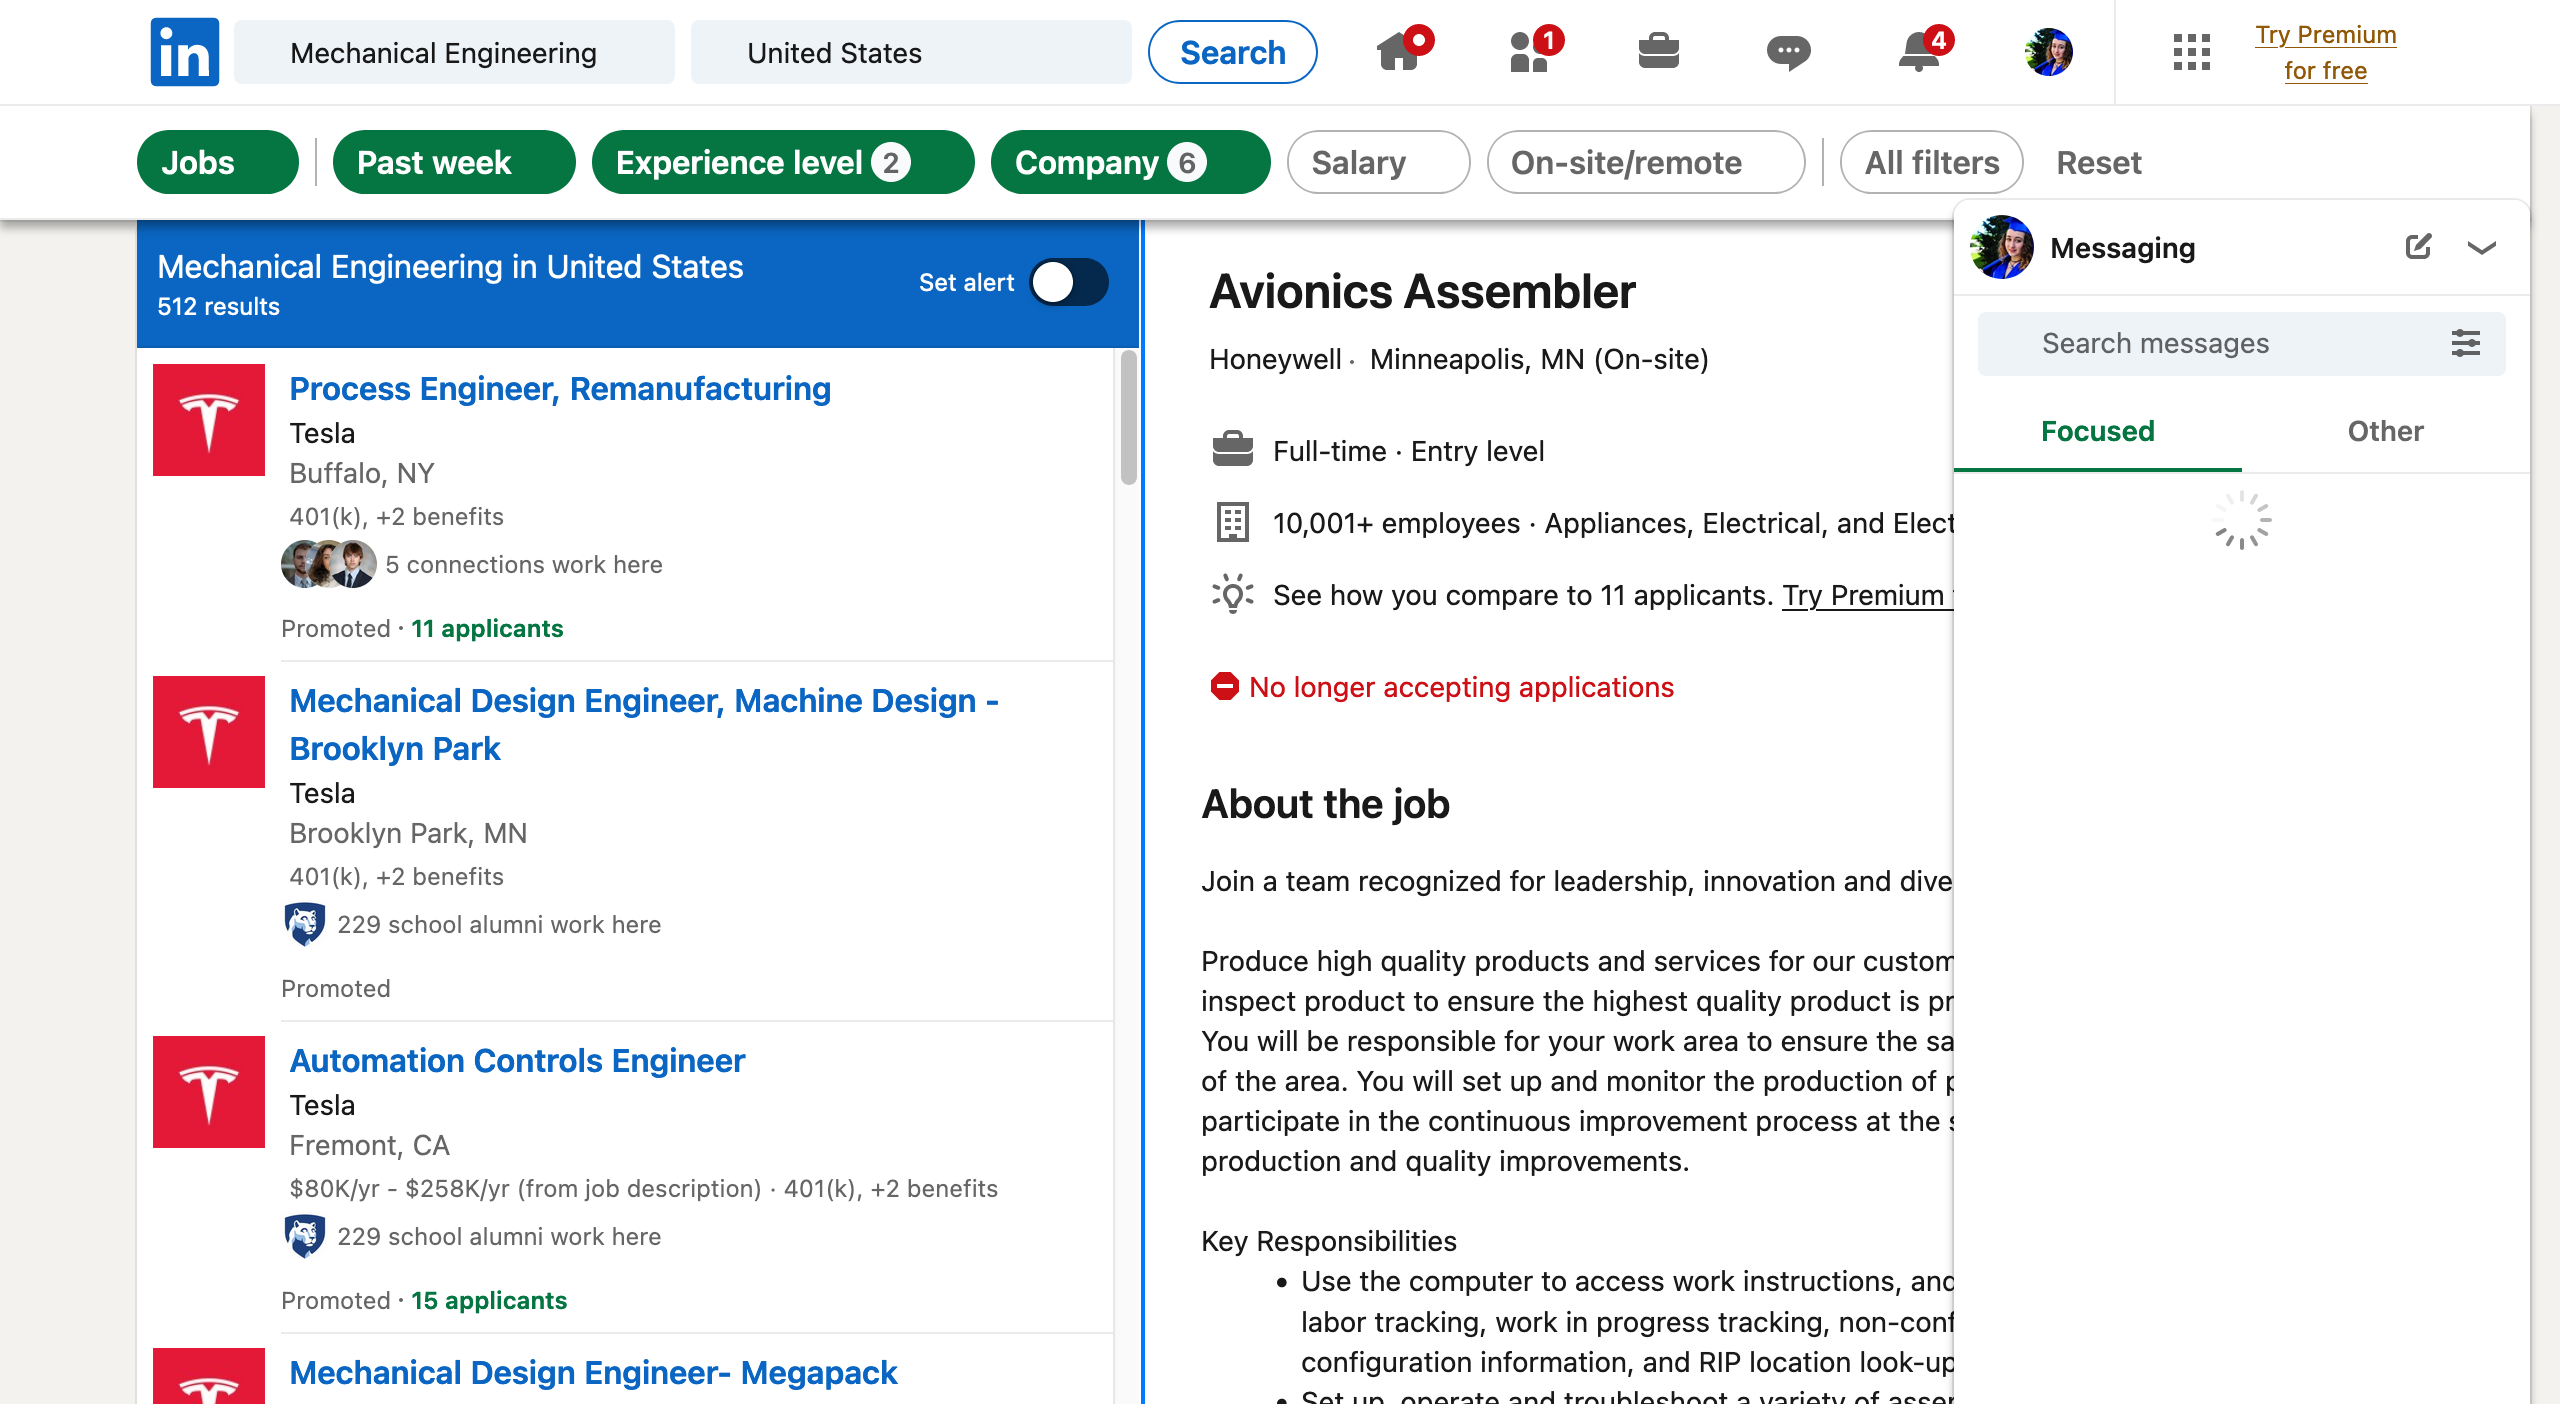 in
Mechanical Engineering
United States
Search
1
4
Try Premium
for free
Jobs
Past week
Experience level 2
Company 6
Salary
On-site/remote
All filters
Reset
Mechanical Engineering in United States
512 results
Set alert
Process Engineer, Remanufacturing
Tesla
Buffalo, NY
401(k), +2 benefits
5 connections work here
Promoted · 11 applicants
Mechanical Design Engineer, Machine Design -
Brooklyn Park
Tesla
Brooklyn Park, MN
401(k), +2 benefits
229 school alumni work here
Promoted
Automation Controls Engineer
Tesla
Fremont, CA
$80K/yr - $258K/yr (from job description) · 401(k), +2 benefits
229 school alumni work here
Promoted · 15 applicants
Mechanical Design Engineer- Megapack
Avionics Assembler
Honeywell · Minneapolis, MN (On-site)
Full-time · Entry level
10,001+ employees · Appliances, Electrical, and Elect
See how you compare to 11 applicants. Try Premium
No longer accepting applications
About the job
Join a team recognized for leadership, innovation and dive
Produce high quality products and services for our custom
inspect product to ensure the highest quality product is pr
You will be responsible for your work area to ensure the sa
of the area. You will set up and monitor the production of p
participate in the continuous improvement process at the s
production and quality improvements.
Key Responsibilities
• Use the computer to access work instructions, and
labor tracking, work in progress tracking, non-conf
configuration information, and RIP location look-up
• Set up, operate and troubleshoot a variety of asser
Messaging
Search messages
Focused
Other